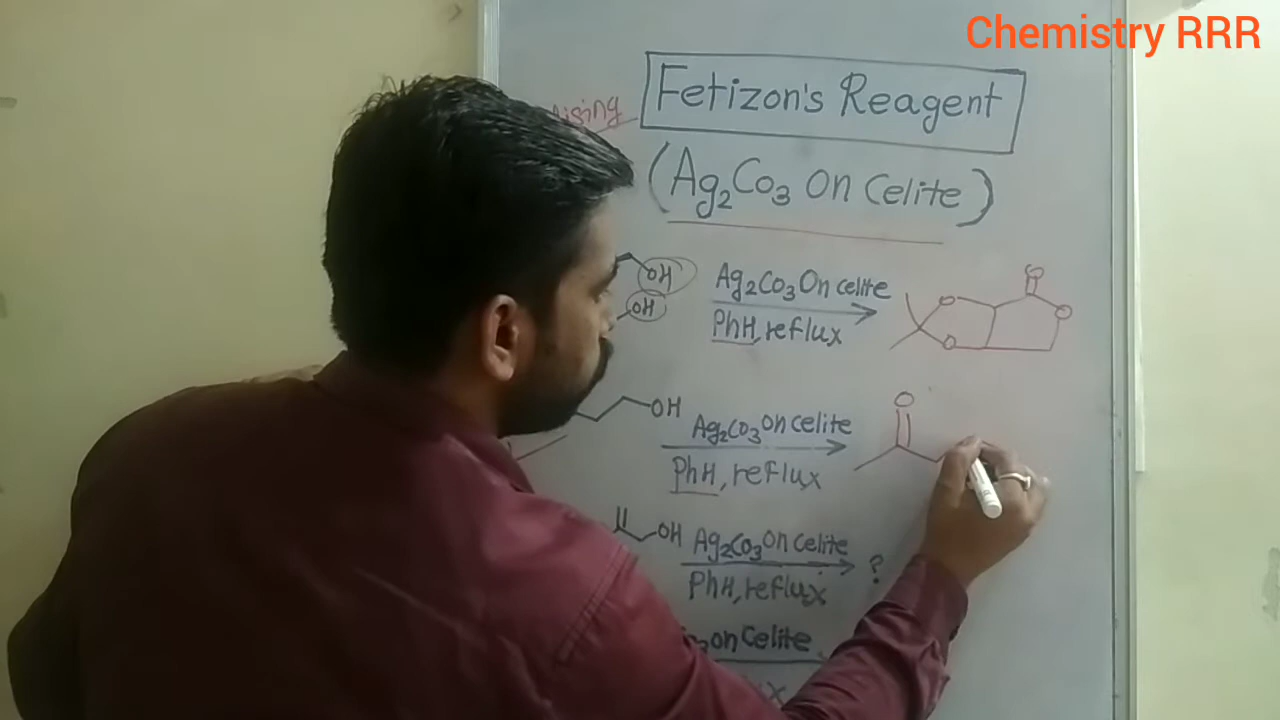 Chemistry RRR
Fetizon's Reagent
(Ag2Co3 On Celite)
OH
OH
Ag2Co3 On celite
PhH, reflux
O
O
O
O
OH
Ag2Co3 on celite
PhH, reflux
O
OH
Ag2Co3 on celite
PhH, reflux
?
on Celite